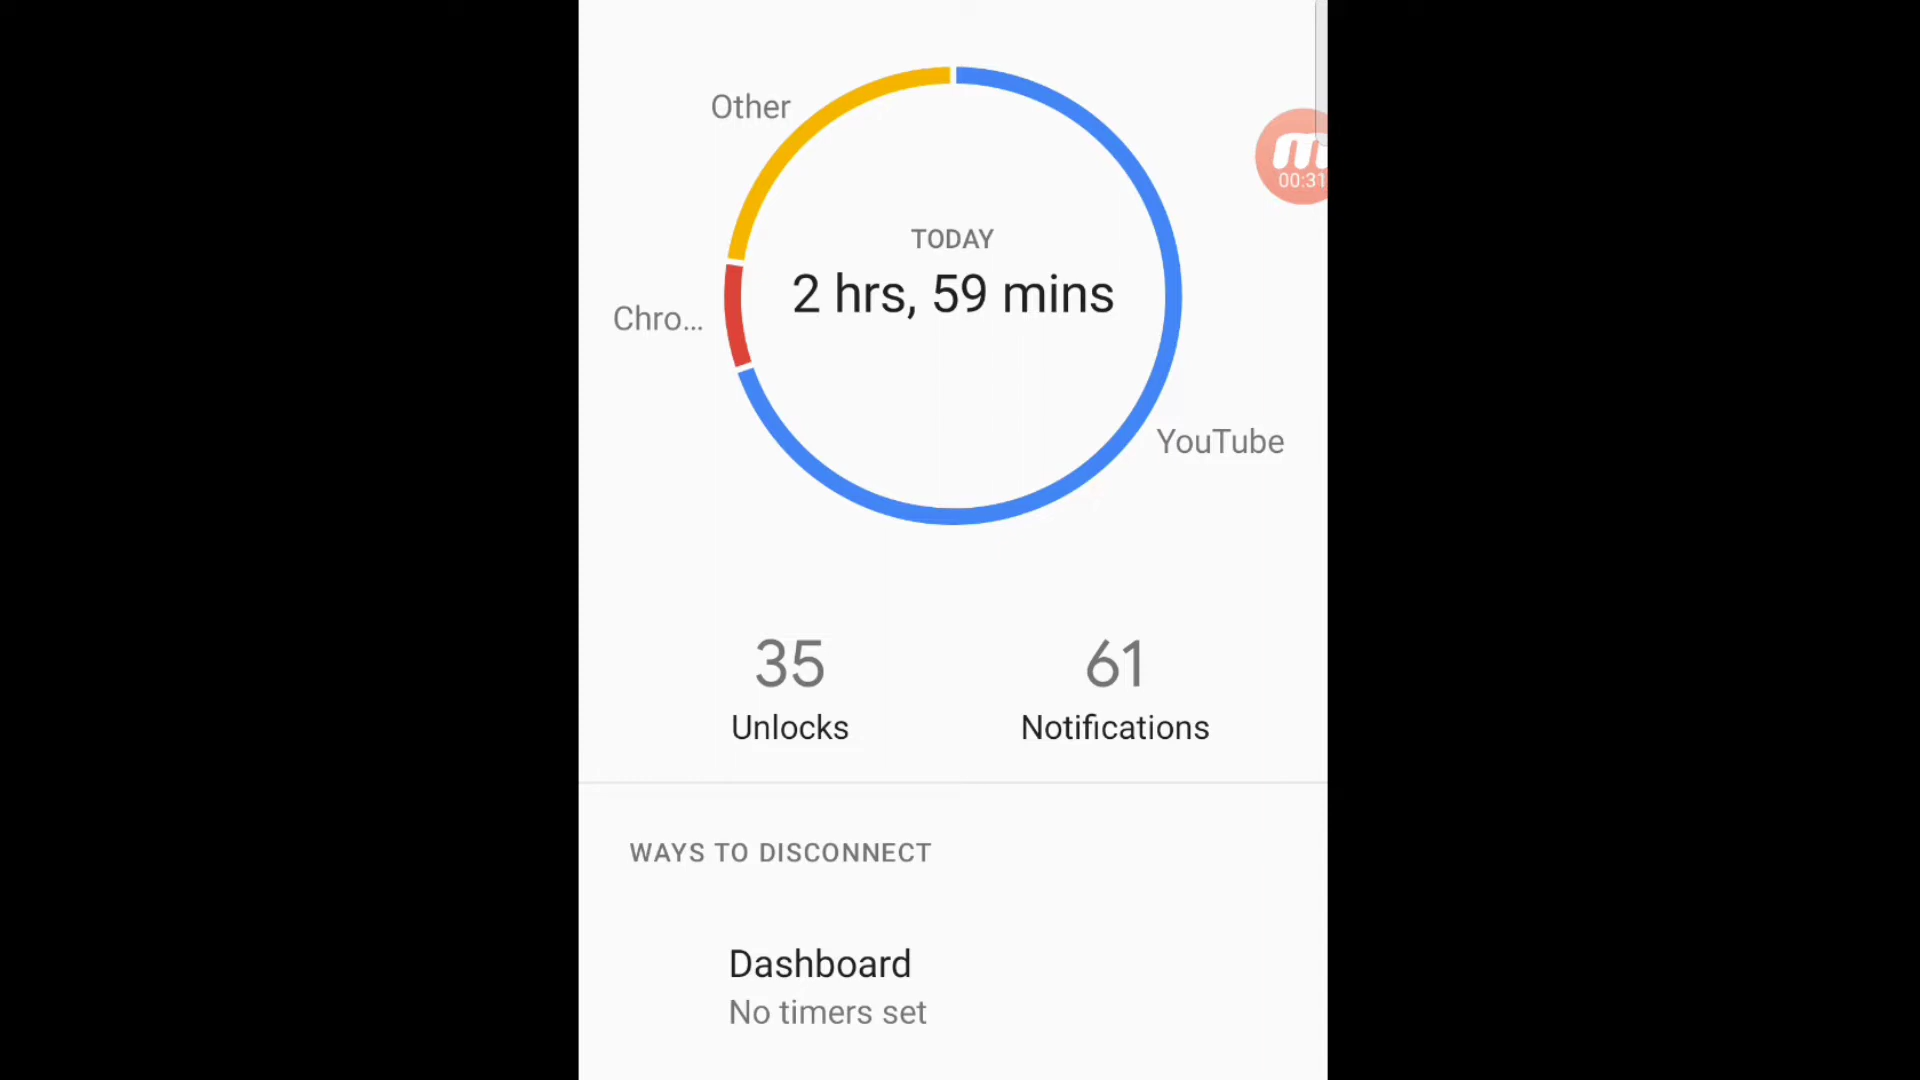 Other
m
00:31
TODAY
2 hrs, 59 mins
Chro...
YouTube
35
61
Unlocks
Notifications
WAYS TO DISCONNECT
Dashboard
No timers set